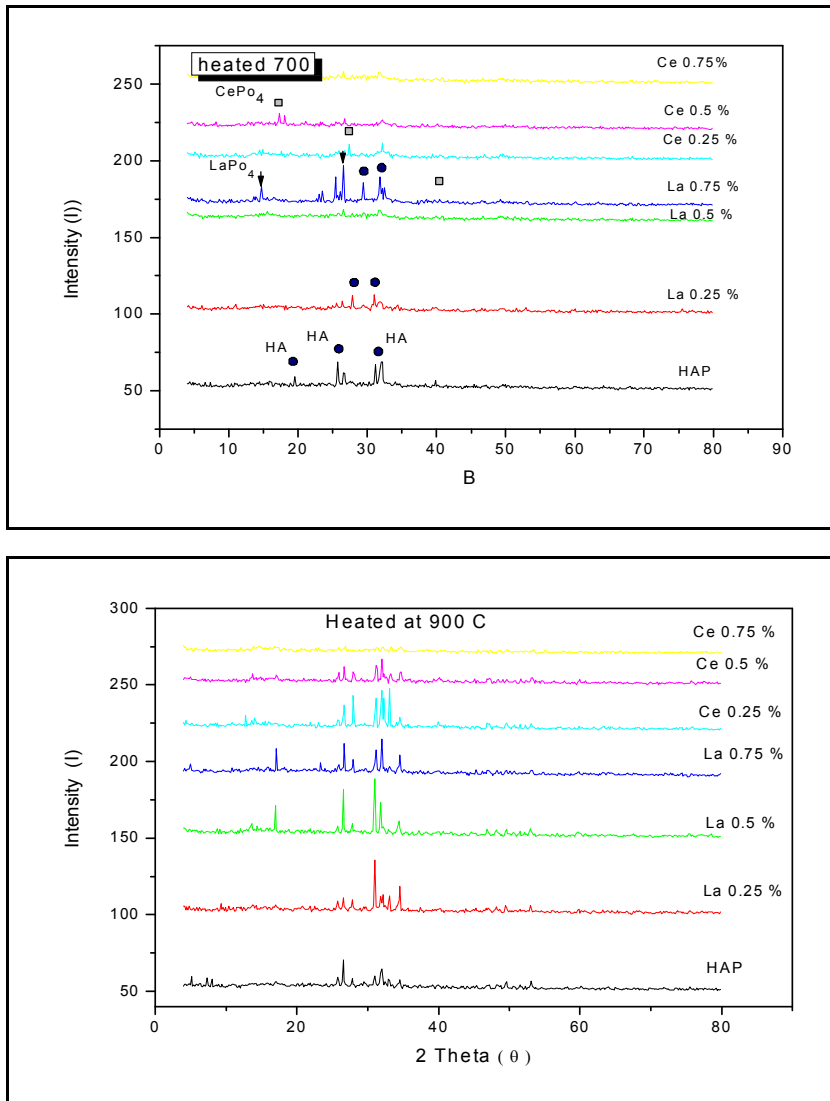 heated 700
CePo4
LaPo4
HA
HA
HA
Ce 0.75%
Ce 0.5 %
Ce 0.25 %
La 0.75 %
La 0.5 %
La 0.25 %
HAP
Intensity (I))
250
200
150
100
50
0 10 20 30 40 50 60 70 80 90
B
Heated at 900 C
Ce 0.75 %
Ce 0.5 %
Ce 0.25 %
La 0.75 %
La 0.5 %
La 0.25 %
HAP
Intensity (I)
300
250
200
150
100
50
0 20 40 60 80
2 Theta ( θ )